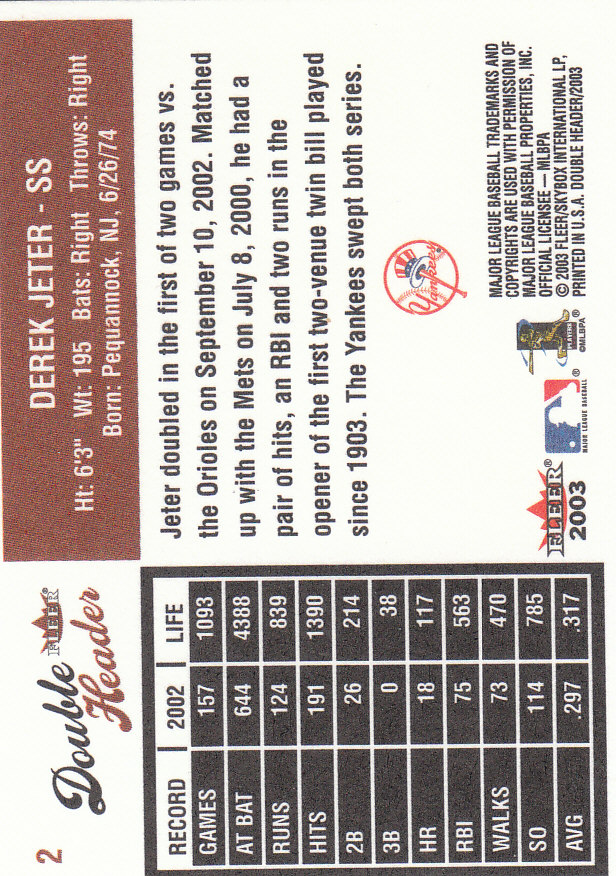 2
Double
Header
FLEER
DEREK JETER - SS
Ht: 6'3" Wt: 195 Bats: Right Throws: Right
Born: Pequannock, NJ, 6/26/74
RECORD 2002 LIFE
GAMES 157 1093
AT BAT 644 4388
RUNS 124 839
HITS 191 1390
2B 26 214
3B 0 38
HR 18 117
RBI 75 563
WALKS 73 470
SO 114 785
AVG .297 .317
Jeter doubled in the first of two games vs.
the Orioles on September 10, 2002. Matched
up with the Mets on July 8, 2000, he had a
pair of hits, an RBI and two runs in the
opener of the first two-venue twin bill played
since 1903. The Yankees swept both series.
Yankees
FLEER
2003
MAJOR LEAGUE BASEBALL
PLAYERS
©MLBPA
MAJOR LEAGUE BASEBALL TRADEMARKS AND
COPYRIGHTS ARE USED WITH PERMISSION OF
MAJOR LEAGUE BASEBALL PROPERTIES, INC.
OFFICIAL LICENSEE — MLBPA
© 2003 FLEER/SKYBOX INTERNATIONAL LP,
PRINTED IN U.S.A. DOUBLE HEADER/2003